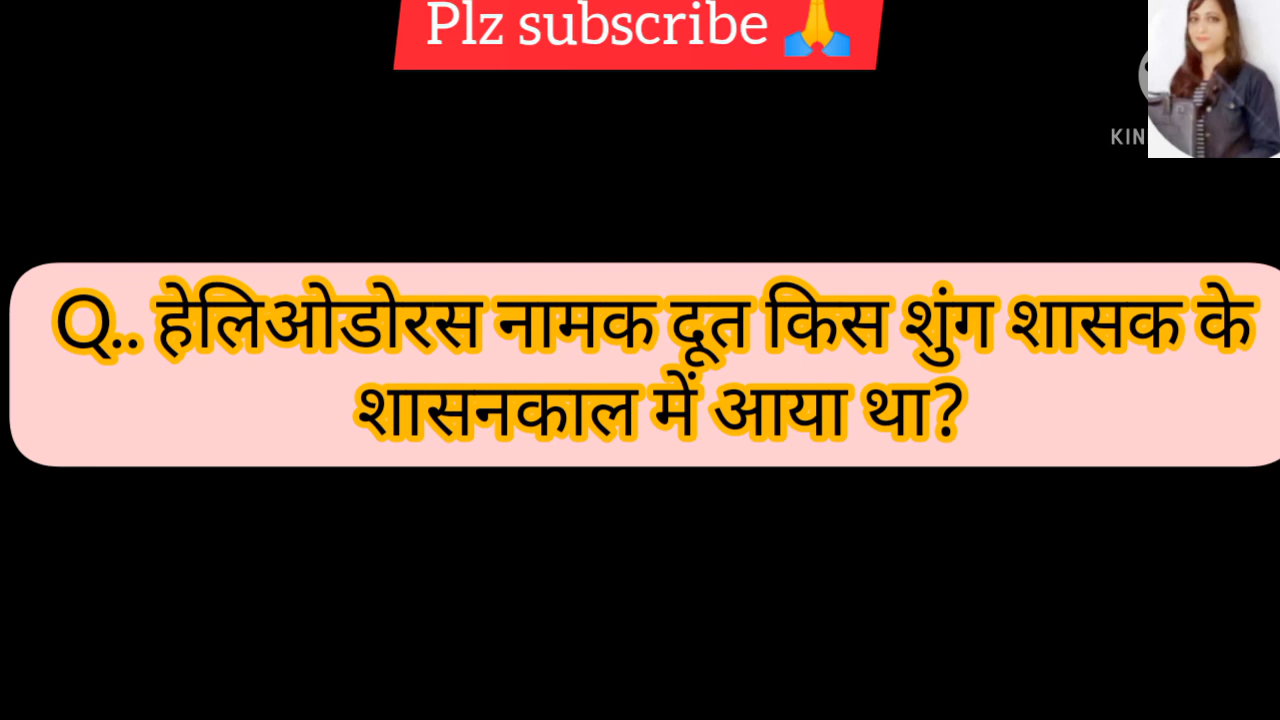 Plz subscribe 🙏
KIN
Q.. हेलिओडोरस नामक दूत किस शुंग शासक के
शासनकाल में आया था?